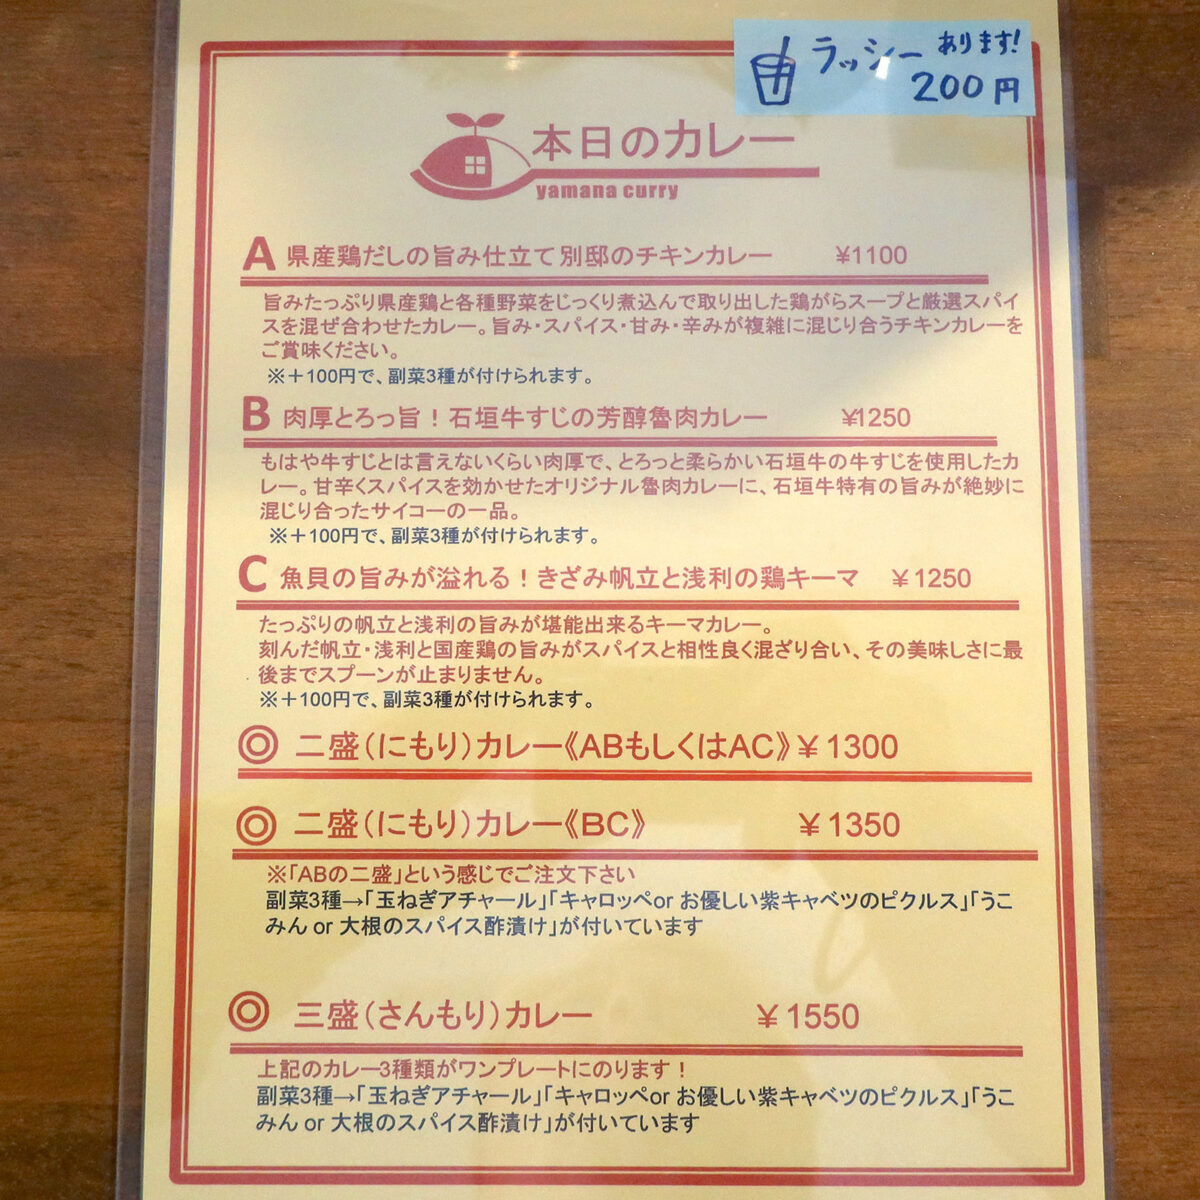 ラッシー あります!
200円
本日のカレー
yamana curry
A 県産鶏だしの旨み仕立て別邸のチキンカレー ¥1100
旨みたっぷり県産鶏と各種野菜をじっくり煮込んで取り出した鶏がらスープと厳選スパイ
スを混ぜ合わせたカレー。旨み・スパイス・甘み・辛みが複雑に混じり合うチキンカレーを
ご賞味ください。
※＋100円で、副菜3種が付けられます。
B 肉厚とろっ旨！石垣牛すじの芳醇魯肉カレー ¥1250
もはや牛すじとは言えないくらい肉厚で、とろっと柔らかい石垣牛の牛すじを使用したカ
レー。甘辛くスパイスを効かせたオリジナル魯肉カレーに、石垣牛特有の旨みが絶妙に
混じり合ったサイコーの一品。
※＋100円で、副菜3種が付けられます。
C 魚貝の旨みが溢れる！きざみ帆立と浅利の鶏キーマ ¥1250
たっぷりの帆立と浅利の旨みが堪能出来るキーマカレー。
刻んだ帆立・浅利と国産鶏の旨みがスパイスと相性良く混ざり合い、その美味しさに最
後までスプーンが止まりません。
※＋100円で、副菜3種が付けられます。
◎ 二盛（にもり）カレー《ABもしくはAC》¥1300
◎ 二盛（にもり）カレー《BC》 ¥1350
※「ABの二盛」という感じでご注文下さい
副菜3種→「玉ねぎアチャール」「キャロッペor お優しい紫キャベツのピクルス」「うこ
みん or 大根のスパイス酢漬け」が付いています
◎ 三盛（さんもり）カレー ¥1550
上記のカレー3種類がワンプレートにのります！
副菜3種→「玉ねぎアチャール」「キャロッペor お優しい紫キャベツのピクルス」「うこ
みん or 大根のスパイス酢漬け」が付いています